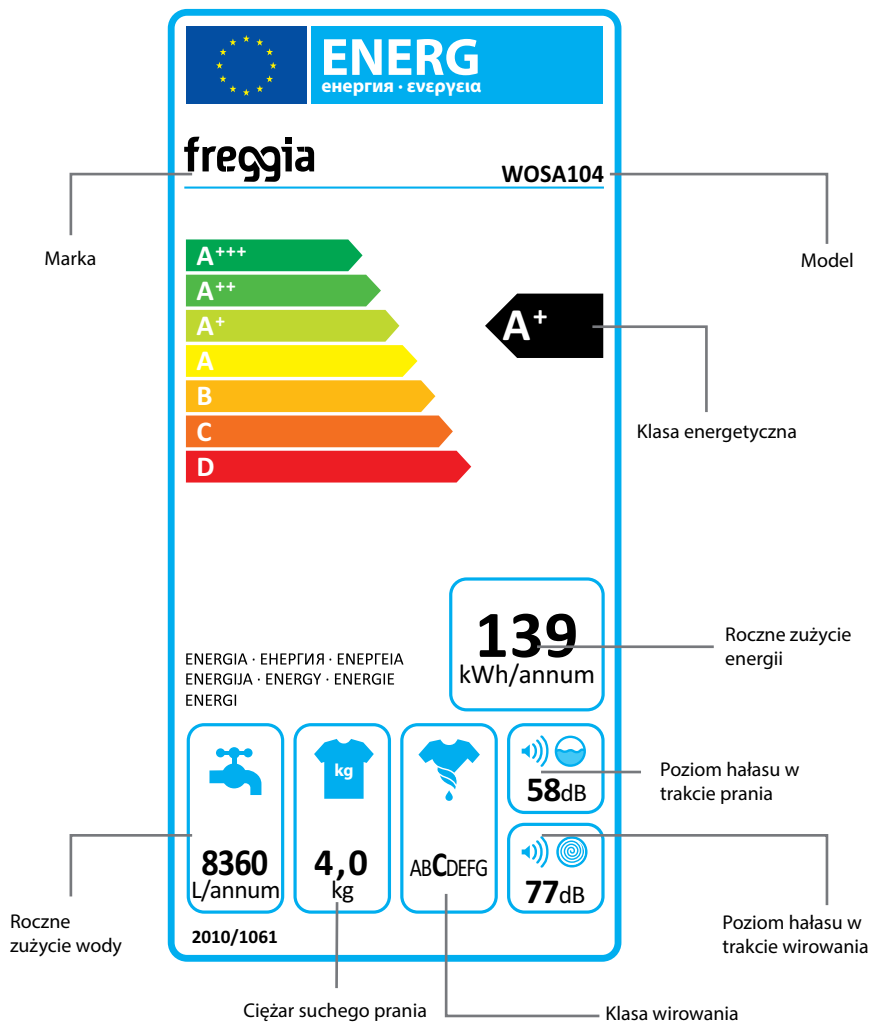 ENERG
енергия · ενεργεια
freggia
WOSA104
Marka
Model
A+++
A++
A+
A
B
C
D
A+
Klasa energetyczna
139
kWh/annum
Roczne zużycie
energii
ENERGIA · ЕНЕРГИЯ · ΕΝΕΡΓΕΙΑ
ENERGIJA · ENERGY · ENERGIE
ENERGI
kg
58dB
Poziom hałasu w
trakcie prania
8360
L/annum
4,0
kg
ABCDEFG
77dB
Roczne
zużycie wody
Poziom hałasu w
trakcie wirowania
2010/1061
Ciężar suchego prania
Klasa wirowania